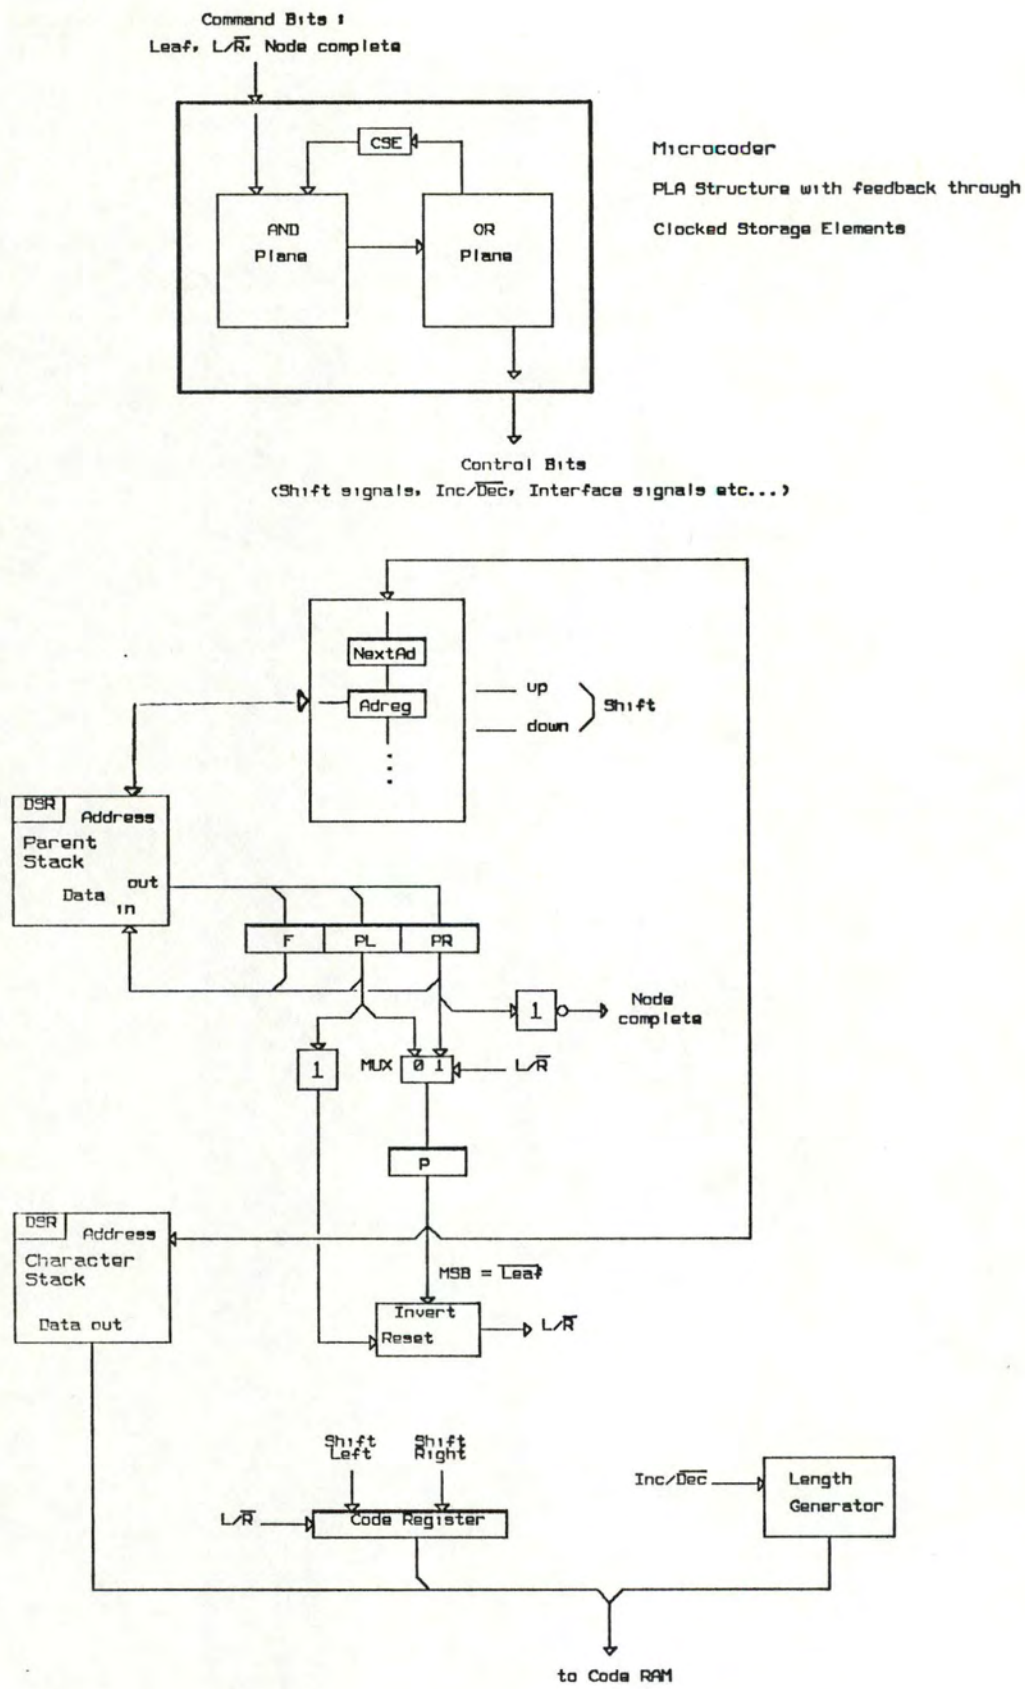 Command Bits :
Leaf, L/R̅, Node complete
CSE
AND
Plane
OR
Plane
Microcoder
PLA Structure with feedback through
Clocked Storage Elements
Control Bits
(Shift signals, Inc/D̅e̅c̅, Interface signals etc...)
NextAd
Adreg
up
down
Shift
DSR
Address
Parent
Stack
Data
out
in
F
PL
PR
1
Node
complete
1
MUX
0 1
L/R̅
P
DSR
Address
Character
Stack
Data out
MSB = L̅e̅a̅f̅
Invert
Reset
L/R̅
Shift
Left
Shift
Right
L/R̅
Code Register
Inc/D̅e̅c̅
Length
Generator
to Code RAM